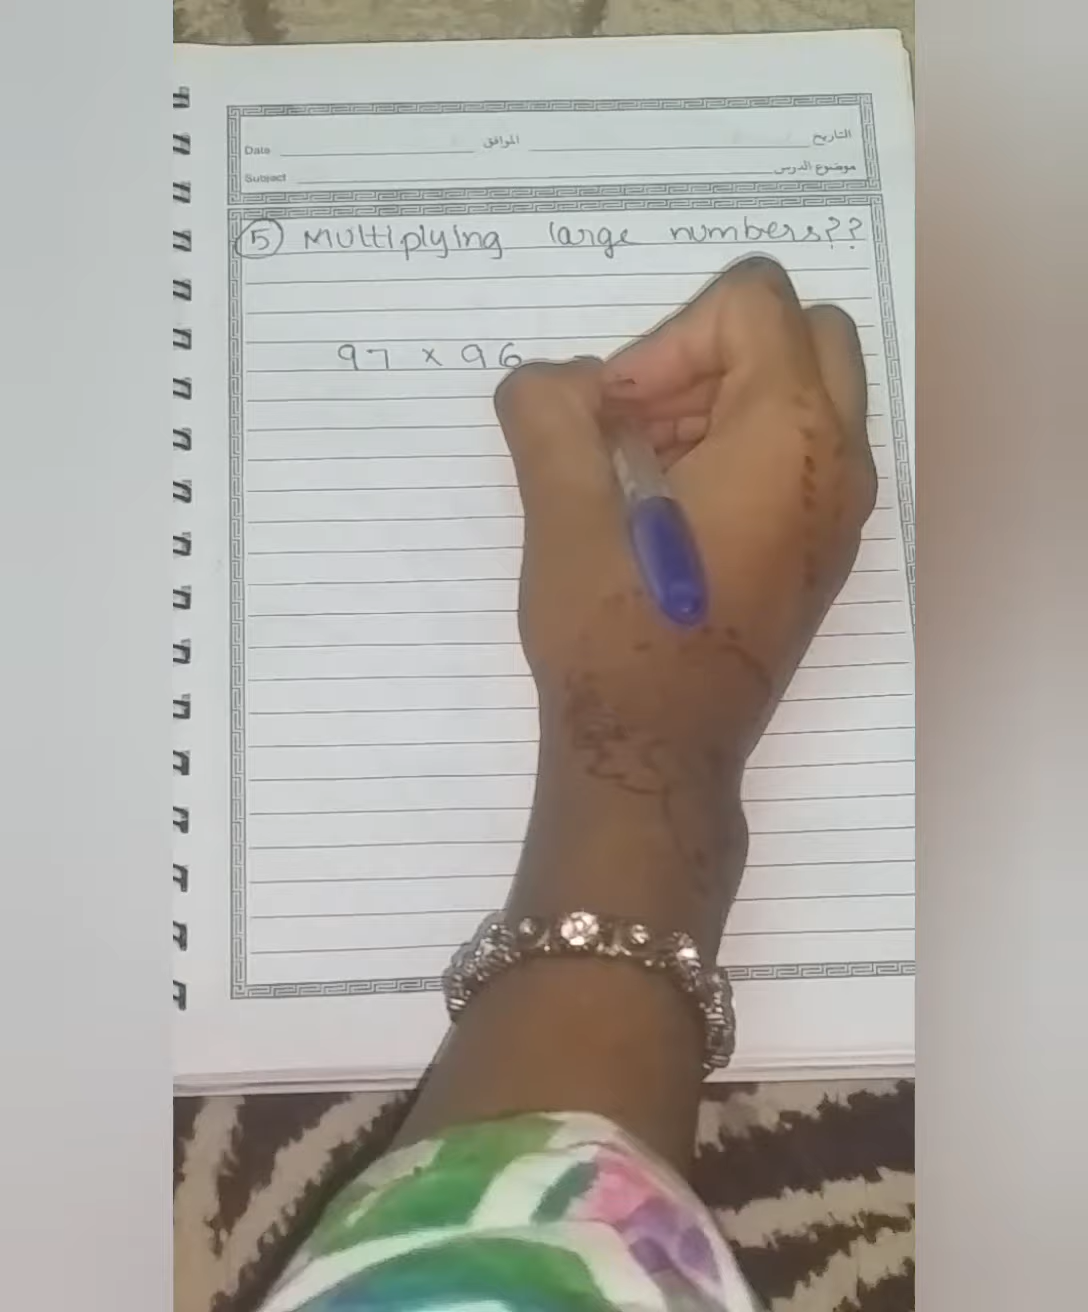 Date الموافق التاريخ
Subject موضوع الدرس
5 Multiplying large numbers??
97 × 96